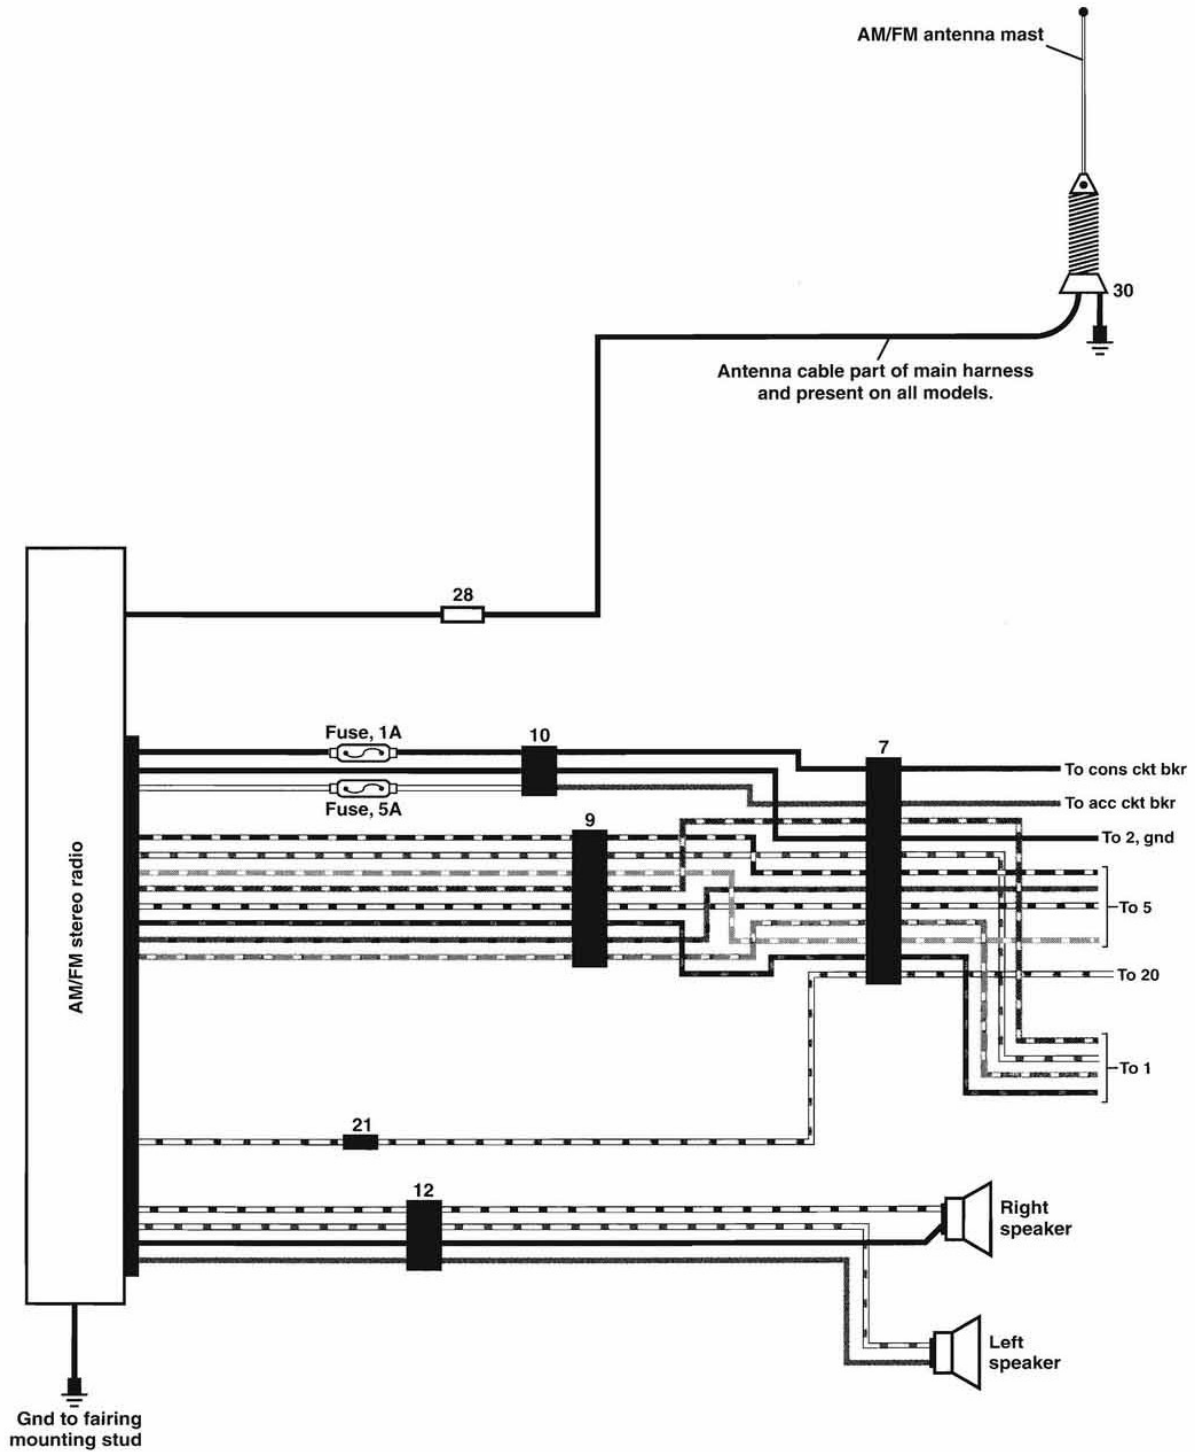 AM/FM antenna mast
30
Antenna cable part of main harness
and present on all models.
28
Fuse, 1A
10
7
To cons ckt bkr
Fuse, 5A
To acc ckt bkr
9
To 2, gnd
AM/FM stereo radio
To 5
To 20
To 1
21
12
Right
speaker
Left
speaker
Gnd to fairing
mounting stud